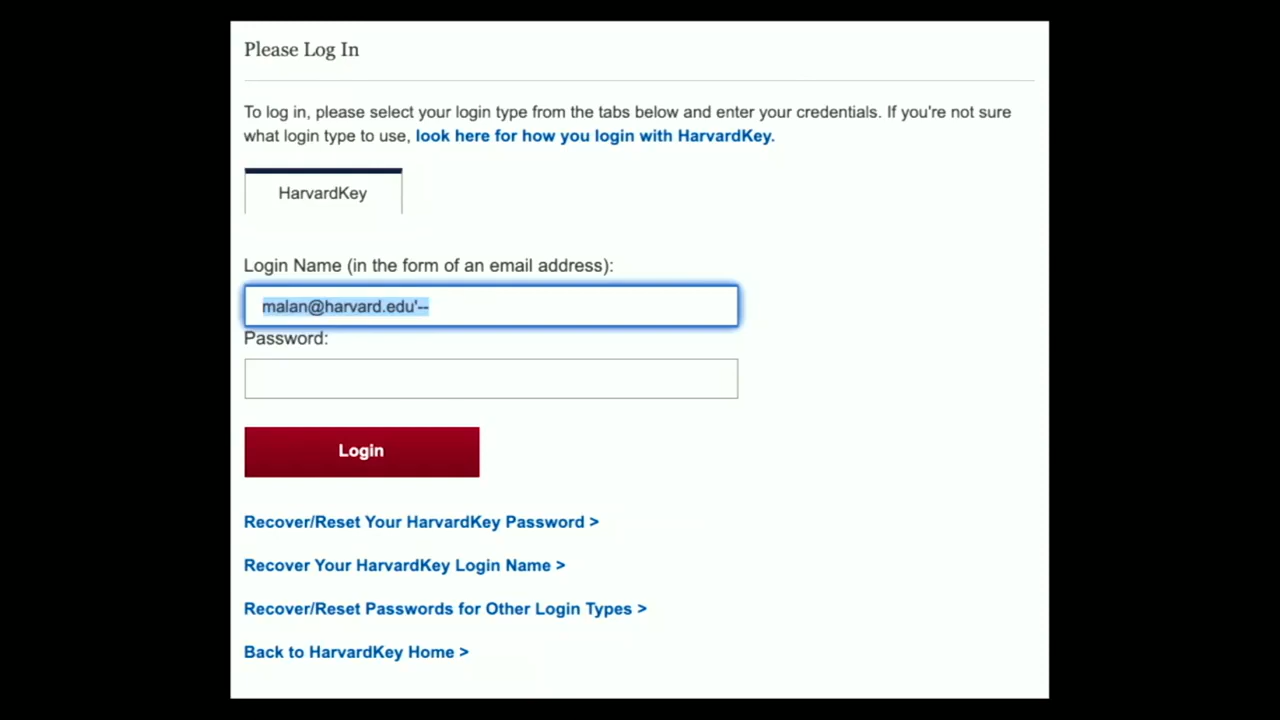 Please Log In
To log in, please select your login type from the tabs below and enter your credentials. If you're not sure
what login type to use, look here for how you login with HarvardKey.
HarvardKey
Login Name (in the form of an email address):
malan@harvard.edu'--
Password:
Login
Recover/Reset Your HarvardKey Password >
Recover Your HarvardKey Login Name >
Recover/Reset Passwords for Other Login Types >
Back to HarvardKey Home >